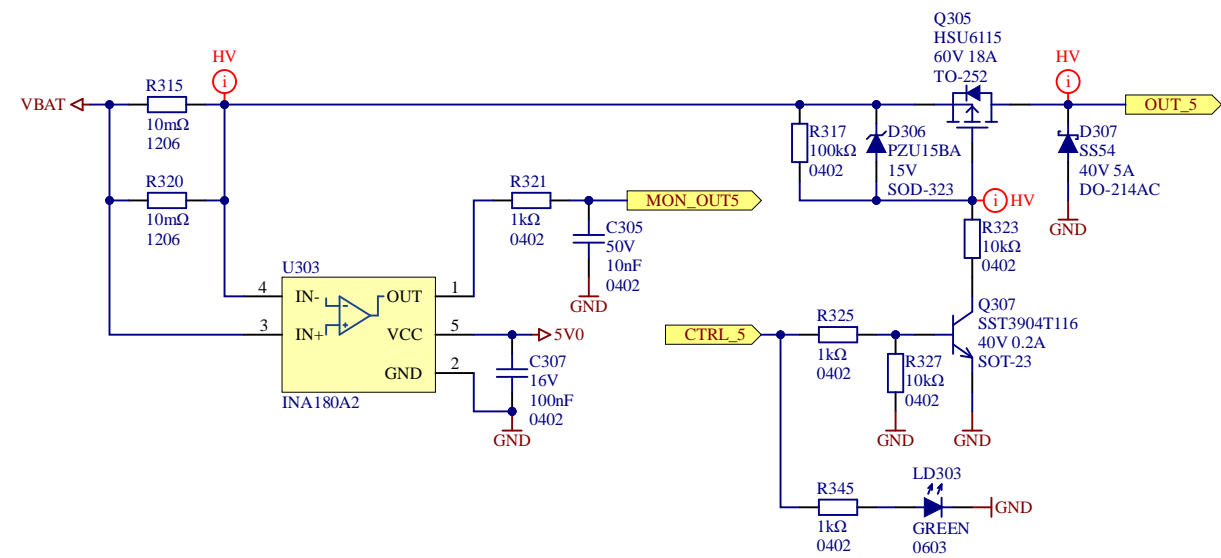 Q305
HSU6115
60V 18A
TO-252
HV
i
HV
i
VBAT
R315
10mΩ
1206
OUT_5
R317
100kΩ
0402
D306
PZU15BA
15V
SOD-323
D307
SS54
40V 5A
DO-214AC
GND
R320
10mΩ
1206
R321
1kΩ
0402
MON_OUT5
i HV
C305
50V
10nF
0402
GND
R323
10kΩ
0402
U303
4 IN- OUT 1
3 IN+ VCC 5
GND 2
INA180A2
5V0
C307
16V
100nF
0402
GND
CTRL_5
R325
1kΩ
0402
R327
10kΩ
0402
GND
Q307
SST3904T116
40V 0.2A
SOT-23
GND
R345
1kΩ
0402
LD303
GREEN
0603
GND